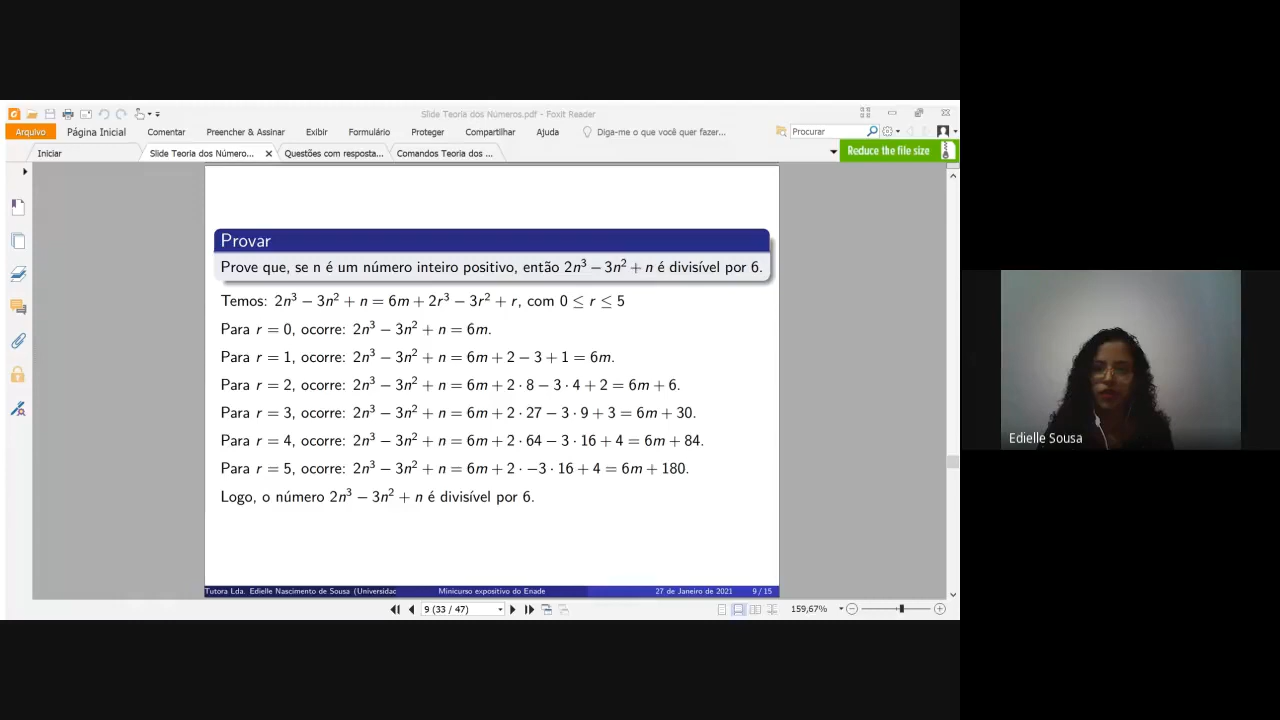 Slide Teoria dos Números.pdf - Foxit Reader
Arquivo Página Inicial Comentar Preencher & Assinar Exibir Formulário Proteger Compartilhar Ajuda Diga-me o que você quer fazer... Procurar
Iniciar Slide Teoria dos Número... Questões com resposta... Comandos Teoria dos ... Reduce the file size
Provar
Prove que, se n é um número inteiro positivo, então 2n³ − 3n² + n é divisível por 6.
Temos: 2n³ − 3n² + n = 6m + 2r³ − 3r² + r, com 0 ≤ r ≤ 5
Para r = 0, ocorre: 2n³ − 3n² + n = 6m.
Para r = 1, ocorre: 2n³ − 3n² + n = 6m + 2 − 3 + 1 = 6m.
Para r = 2, ocorre: 2n³ − 3n² + n = 6m + 2 · 8 − 3 · 4 + 2 = 6m + 6.
Para r = 3, ocorre: 2n³ − 3n² + n = 6m + 2 · 27 − 3 · 9 + 3 = 6m + 30.
Para r = 4, ocorre: 2n³ − 3n² + n = 6m + 2 · 64 − 3 · 16 + 4 = 6m + 84.
Para r = 5, ocorre: 2n³ − 3n² + n = 6m + 2 · −3 · 16 + 4 = 6m + 180.
Logo, o número 2n³ − 3n² + n é divisível por 6.
Edielle Sousa
Tutora Lda. Edielle Nascimento de Sousa (Universidac Minicurso expositivo do Enade 27 de Janeiro de 2021 9 / 15
9 (33 / 47) 159,67%